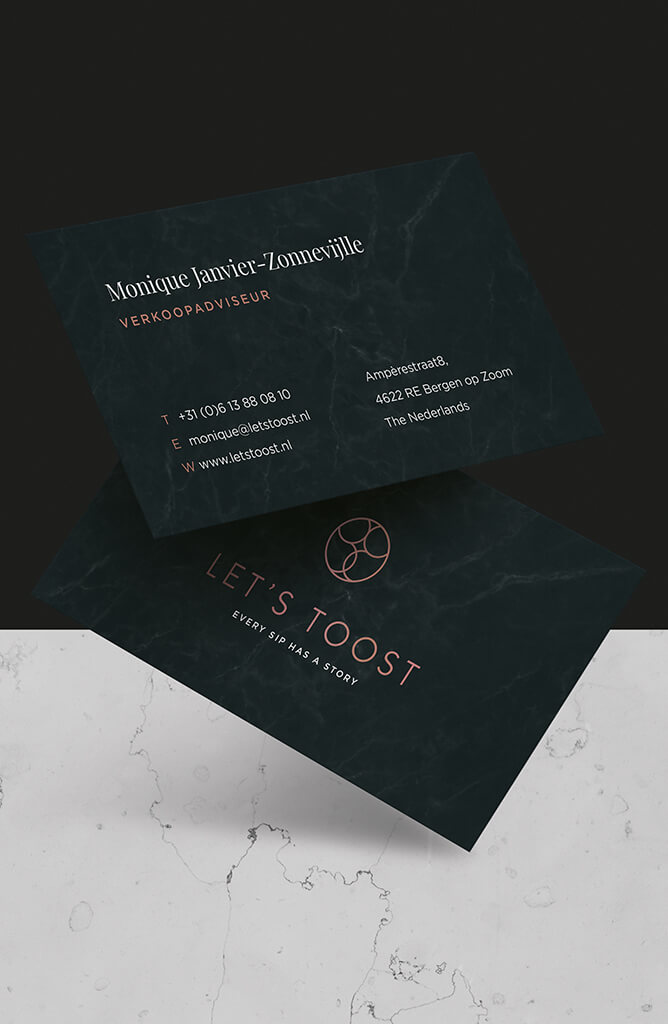 Monique Janvier-Zonnevijlle
VERKOOPADVISEUR
T +31 (0)6 13 88 08 10
E monique@letstoost.nl
W www.letstoost.nl
Ampèrestraat8,
4622 RE Bergen op Zoom
The Nederlands
LET'S TOOST
EVERY SIP HAS A STORY